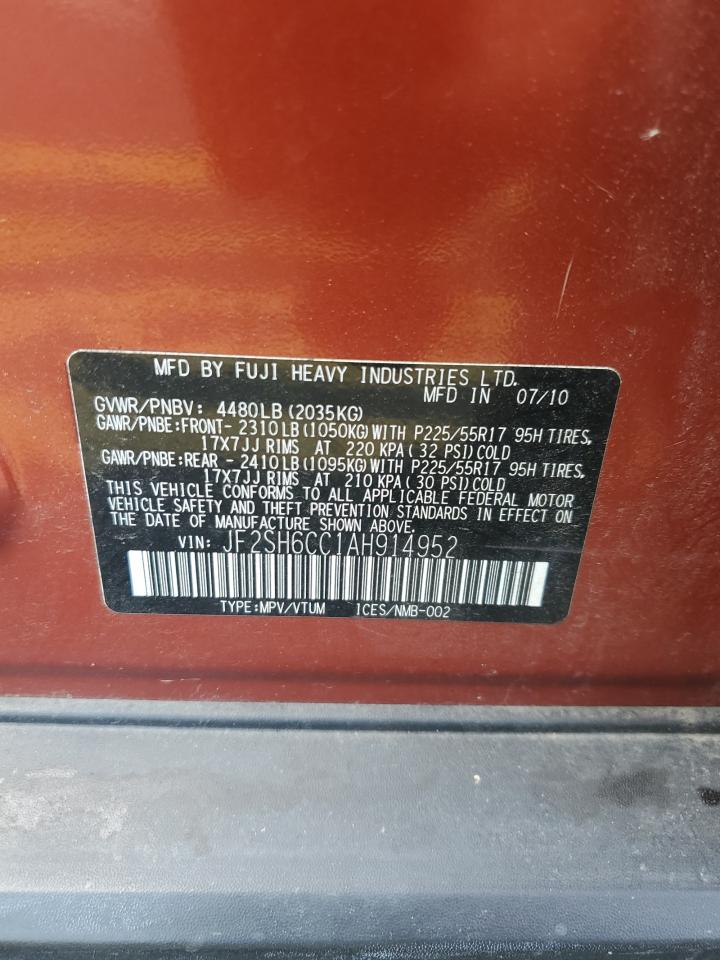 MFD BY FUJI HEAVY INDUSTRIES LTD.
MFD IN 07/10
GVWR/PNBV: 4480LB(2035KG)
GAWR/PNBE:FRONT- 2310LB(1050KG)WITH P225/55R17 95H TIRES,
17X7JJ RIMS AT 220 KPA( 32 PSI)COLD
GAWR/PNBE:REAR - 2410LB(1095KG)WITH P225/55R17 95H TIRES,
17X7JJ RIMS AT 210 KPA( 30 PSI)COLD
THIS VEHICLE CONFORMS TO ALL APPLICABLE FEDERAL MOTOR
VEHICLE SAFETY AND THEFT PREVENTION STANDARDS IN EFFECT ON
THE DATE OF MANUFACTURE SHOWN ABOVE.
VIN: JF2SH6CC1AH914952
TYPE:MPV/VTUM ICES/NMB-002